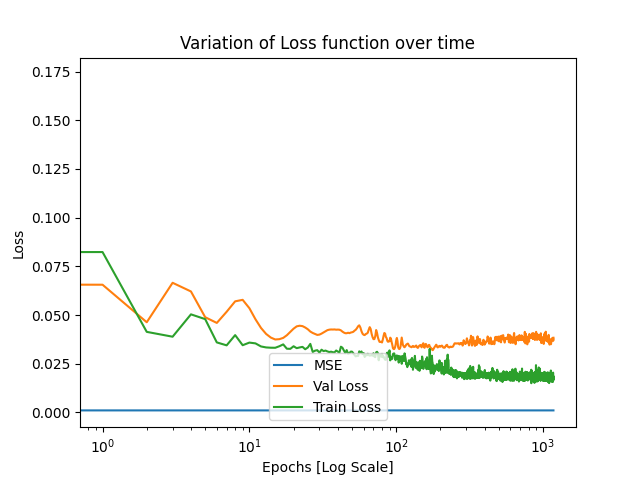 Variation of Loss function over time
0.175
0.150
0.125
0.100
0.075
0.050
0.025
0.000
Loss
MSE
Val Loss
Train Loss
10⁰
10¹
10²
10³
Epochs [Log Scale]